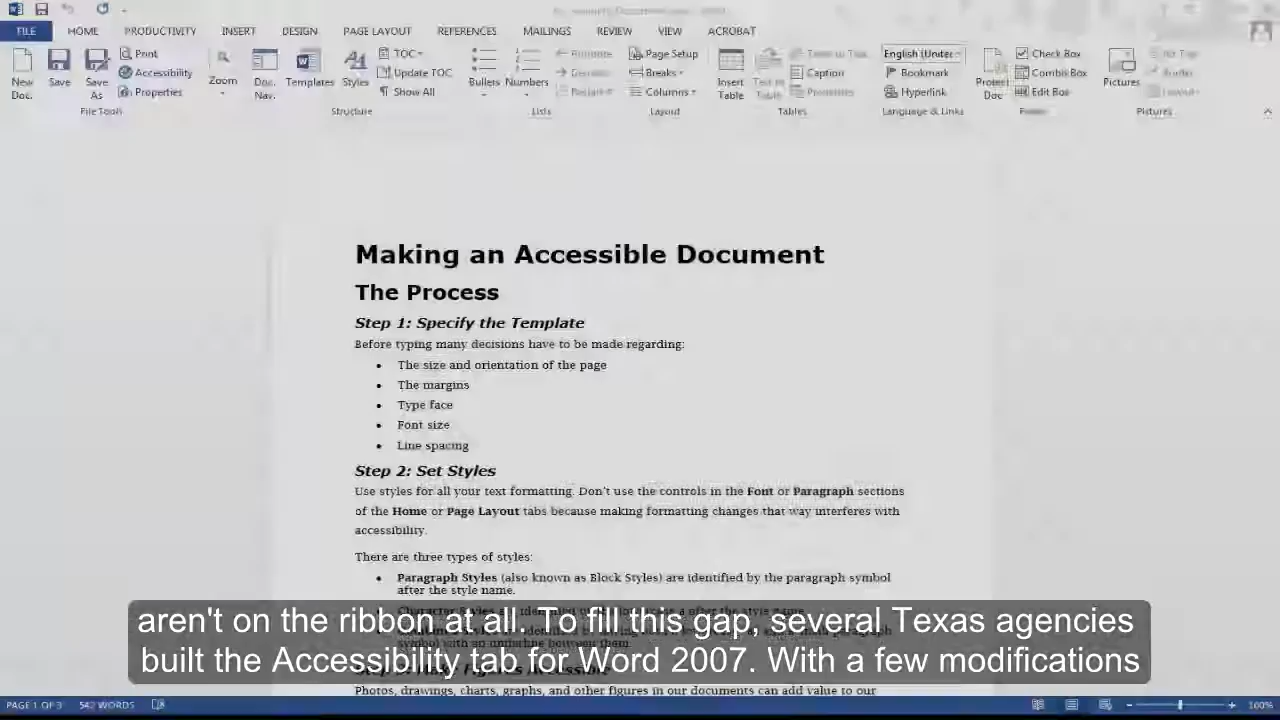 FILE HOME PRODUCTIVITY INSERT DESIGN PAGE LAYOUT REFERENCES MAILINGS REVIEW VIEW ACROBAT
New Doc. Save Save As Print Accessibility Properties
File Tools
Zoom Doc. Nav. Templates Styles TOC Update TOC Show All
Structure
Bullets Numbers
Lists
Page Setup Breaks Columns
Layout
Insert Table Caption Properties
Tables
English (Unite Bookmark Hyperlink
Language & Links
Protect Doc Check Box Combo Box Edit Box
Pictures
Pictures
Making an Accessible Document
The Process
Step 1: Specify the Template
Before typing many decisions have to be made regarding:
• The size and orientation of the page
• The margins
• Type face
• Font size
• Line spacing
Step 2: Set Styles
Use styles for all your text formatting. Don't use the controls in the Font or Paragraph sections
of the Home or Page Layout tabs because making formatting changes that way interferes with
accessibility.
There are three types of styles:
• Paragraph Styles (also known as Block Styles) are identified by the paragraph symbol
after the style name.
aren't on the ribbon at all. To fill this gap, several Texas agencies
built the Accessibility tab for Word 2007. With a few modifications
Photos, drawings, charts, graphs, and other figures in our documents can add value to our
PAGE 1 OF 3 542 WORDS 100%